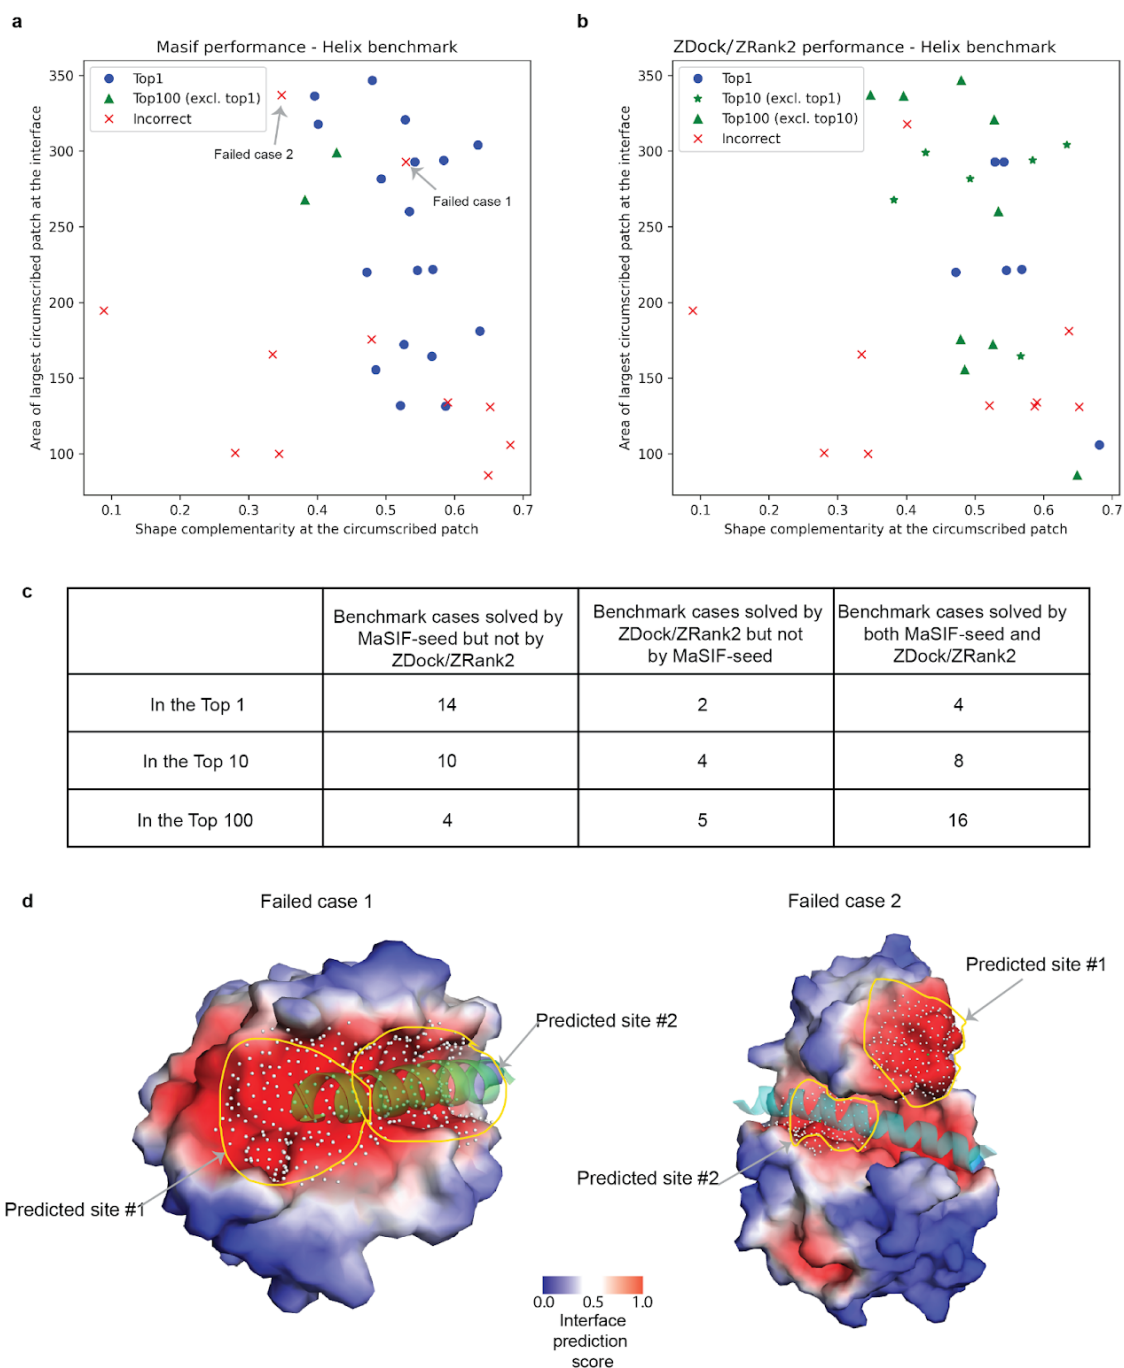 a
Masif performance - Helix benchmark
Top1
Top100 (excl. top1)
Incorrect
Failed case 2
Failed case 1
350
300
250
200
150
100
Area of largest circumscribed patch at the interface
0.1 0.2 0.3 0.4 0.5 0.6 0.7
Shape complementarity at the circumscribed patch
b
ZDock/ZRank2 performance - Helix benchmark
Top1
Top10 (excl. top1)
Top100 (excl. top10)
Incorrect
350
300
250
200
150
100
Area of largest circumscribed patch at the interface
0.1 0.2 0.3 0.4 0.5 0.6 0.7
Shape complementarity at the circumscribed patch
c
Benchmark cases solved by
MaSIF-seed but not by
ZDock/ZRank2
Benchmark cases solved by
ZDock/ZRank2 but not
by MaSIF-seed
Benchmark cases solved by
both MaSIF-seed and
ZDock/ZRank2
In the Top 1 14 2 4
In the Top 10 10 4 8
In the Top 100 4 5 16
d
Failed case 1
Predicted site #2
Predicted site #1
Failed case 2
Predicted site #1
Predicted site #2
0.0 0.5 1.0
Interface
prediction
score